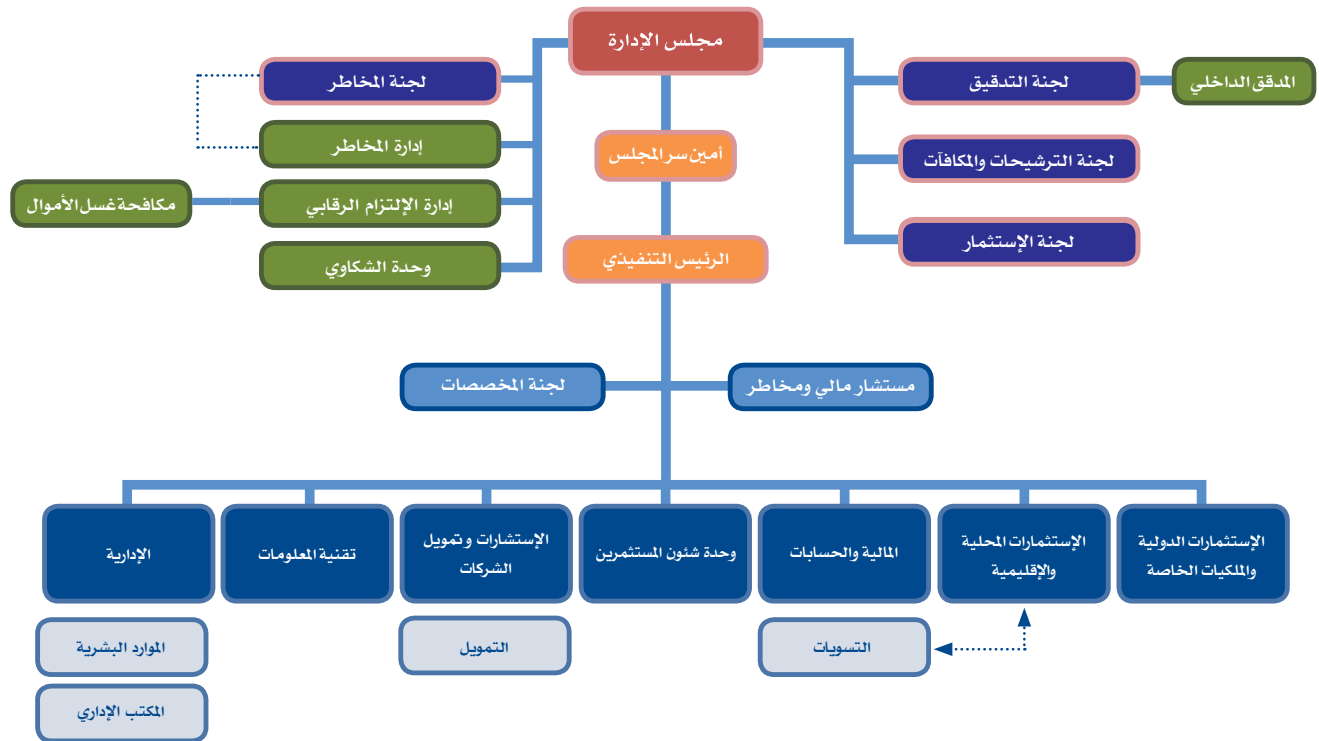 مجلس الإدارة
لجنة التدقيق
المدقق الداخلي
لجنة الترشيحات والمكافآت
لجنة الإستثمار
لجنة المخاطر
إدارة المخاطر
إدارة الإلتزام الرقابي
مكافحة غسل الأموال
وحدة الشكاوي
أمين سر المجلس
الرئيس التنفيذي
مستشار مالي ومخاطر
لجنة المخصصات
الإستثمارات الدولية
والملكيات الخاصة
الإستثمارات المحلية
والإقليمية
المالية والحسابات
وحدة شئون المستثمرين
الإستشارات و تمويل
الشركات
تقنية المعلومات
الإدارية
التسويات
التمويل
الموارد البشرية
المكتب الإداري